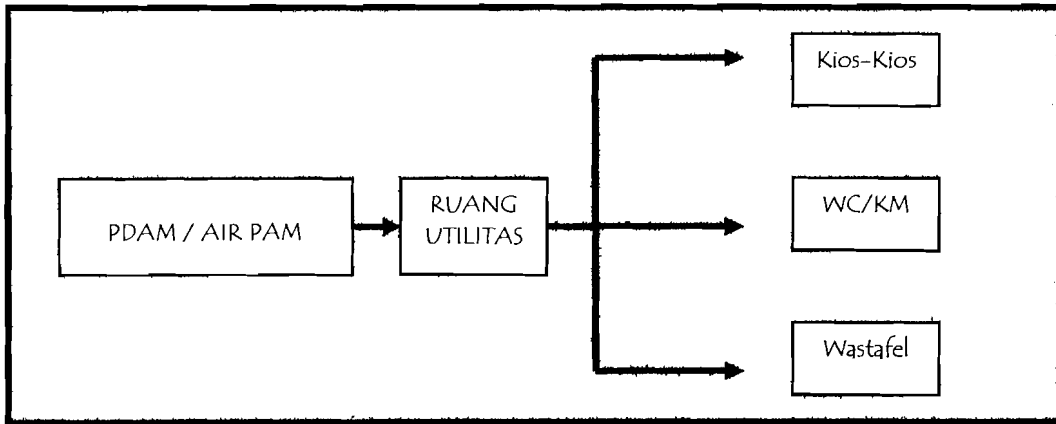 Kios-Kios
PDAM / AIR PAM
RUANG
UTILITAS
WC/KM
Wastafel